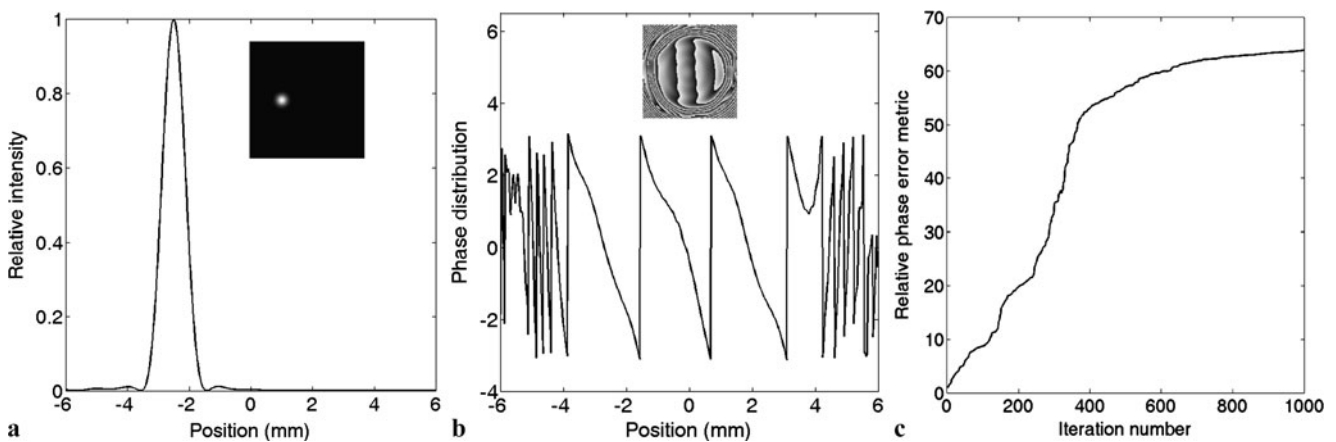 1
0.8
0.6
0.4
0.2
0
-6 -4 -2 0 2 4 6
Relative intensity
Position (mm)
a
6
4
2
0
-2
-4
-6 -4 -2 0 2 4 6
Phase distribution
Position (mm)
b
70
60
50
40
30
20
10
0
0 200 400 600 800 1000
Relative phase error metric
Iteration number
c